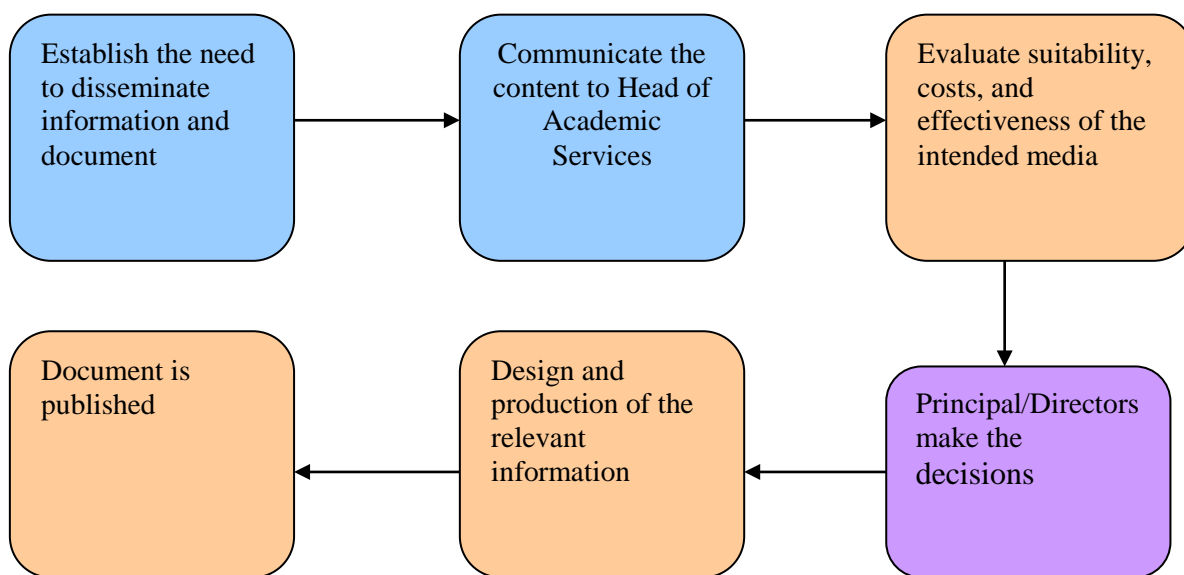 Establish the need
to disseminate
information and
document
Communicate the
content to Head of
Academic
Services
Evaluate suitability,
costs, and
effectiveness of the
intended media
Principal/Directors
make the
decisions
Design and
production of the
relevant
information
Document is
published